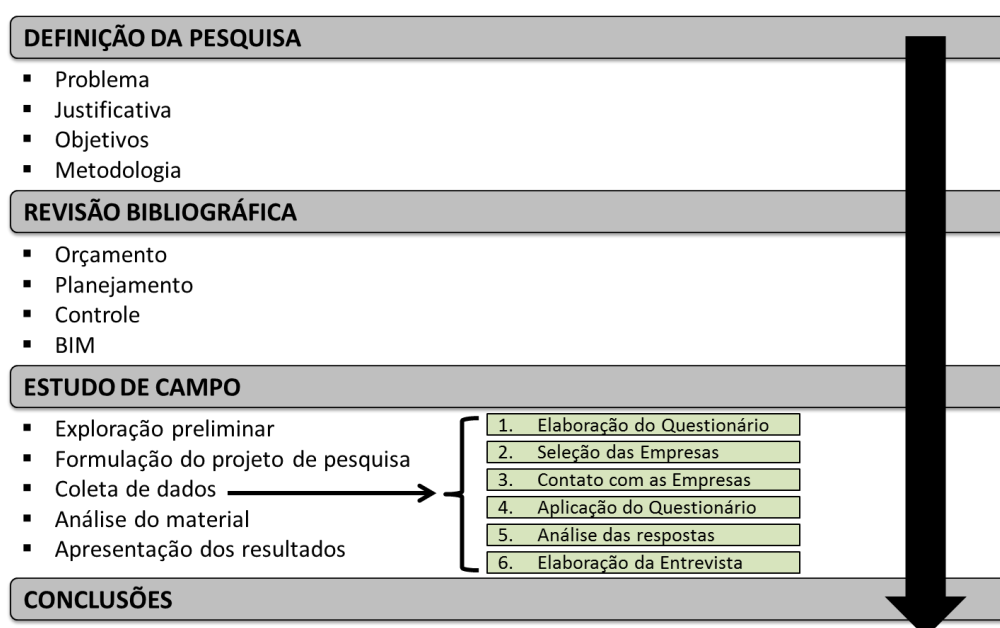 DEFINIÇÃO DA PESQUISA
▪ Problema
▪ Justificativa
▪ Objetivos
▪ Metodologia
REVISÃO BIBLIOGRÁFICA
▪ Orçamento
▪ Planejamento
▪ Controle
▪ BIM
ESTUDO DE CAMPO
▪ Exploração preliminar
▪ Formulação do projeto de pesquisa
▪ Coleta de dados
▪ Análise do material
▪ Apresentação dos resultados
1. Elaboração do Questionário
2. Seleção das Empresas
3. Contato com as Empresas
4. Aplicação do Questionário
5. Análise das respostas
6. Elaboração da Entrevista
CONCLUSÕES